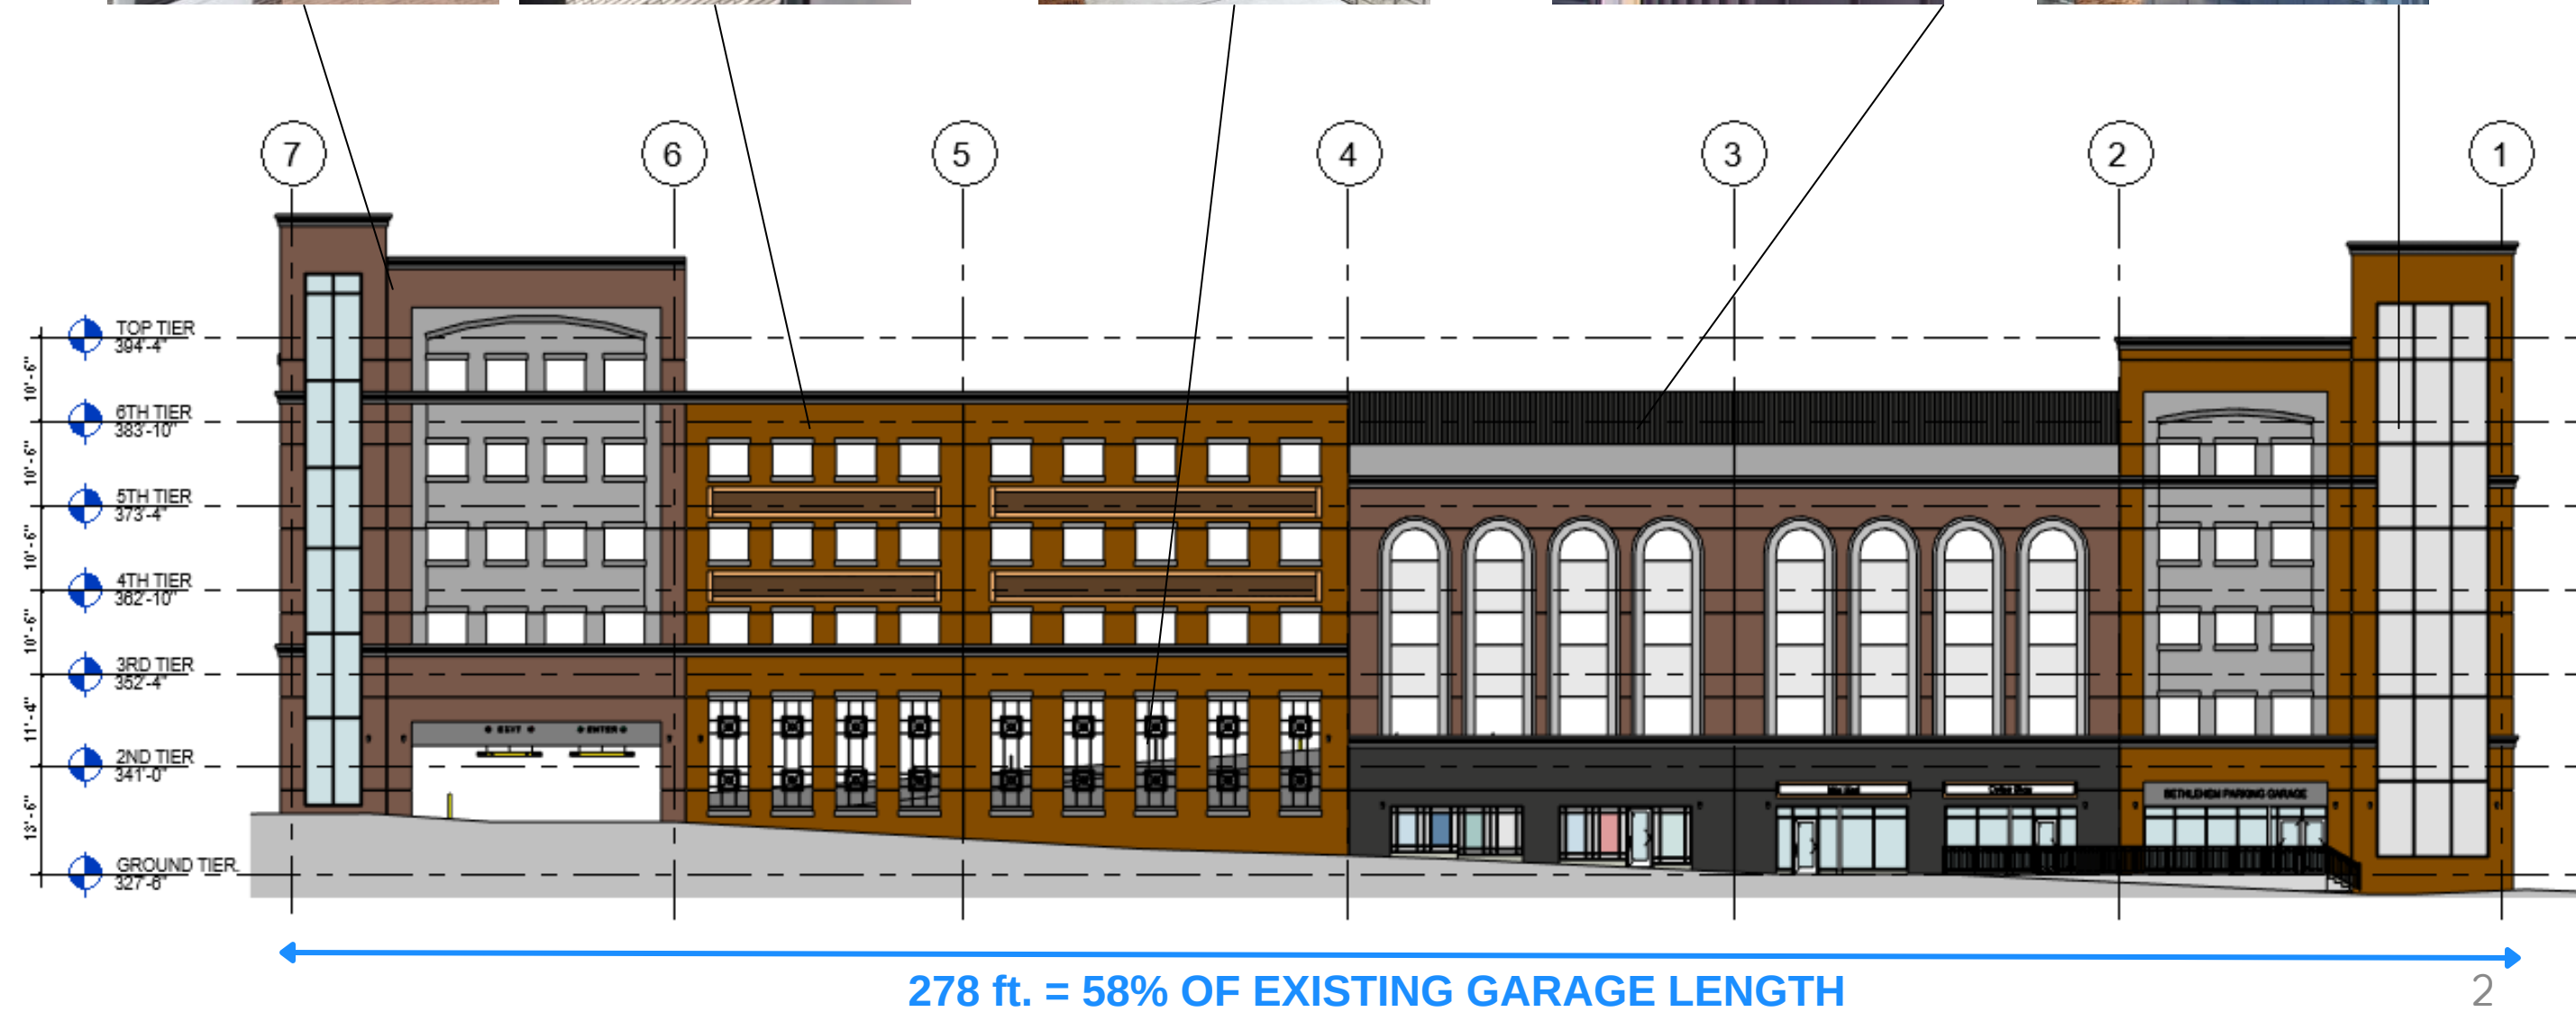 7 6 5 4 3 2 1
TOP TIER
394'-4"
10'-6"
6TH TIER
383'-10"
10'-6"
5TH TIER
373'-4"
10'-6"
4TH TIER
362'-10"
10'-6"
3RD TIER
352'-4"
11'-4"
2ND TIER
341'-0"
13'-6"
GROUND TIER
327'-6"
EXIT ENTER
BETHLEHEM PARKING GARAGE
278 ft. = 58% OF EXISTING GARAGE LENGTH
2